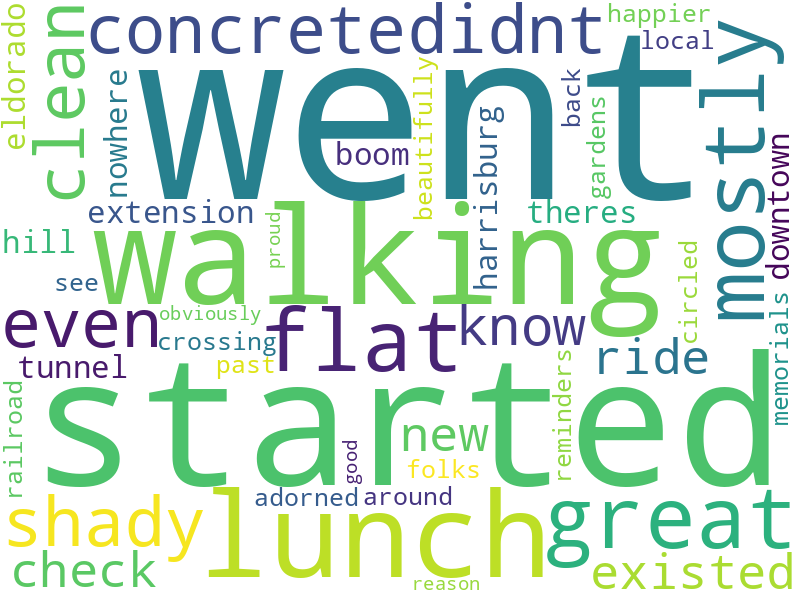 eldorado
clean
concretedidnt
happier
local
nowhere
went
boom
beautifully
harrisburg
back
gardens
mostly
downtown
extension
theres
hill
see
walking
proud
circled
memorials
even
obviously
crossing
tunnel
past
flat
know
ride
railroad
started
good
new
folks
reminders
adorned
around
shady
lunch
great
check
reason
existed